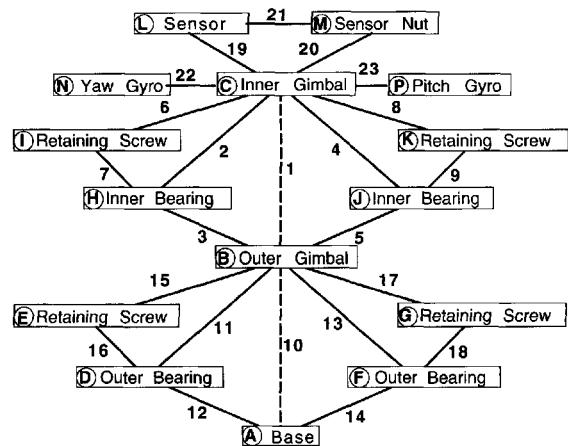 21
L Sensor M Sensor Nut
19 20
N Yaw Gyro 22 C Inner Gimbal 23 P Pitch Gyro
6 8
I Retaining Screw K Retaining Screw
2 4
7 1 9
H Inner Bearing J Inner Bearing
3 5
B Outer Gimbal
15 17
E Retaining Screw G Retaining Screw
11 13
16 10 18
D Outer Bearing F Outer Bearing
12 14
A Base